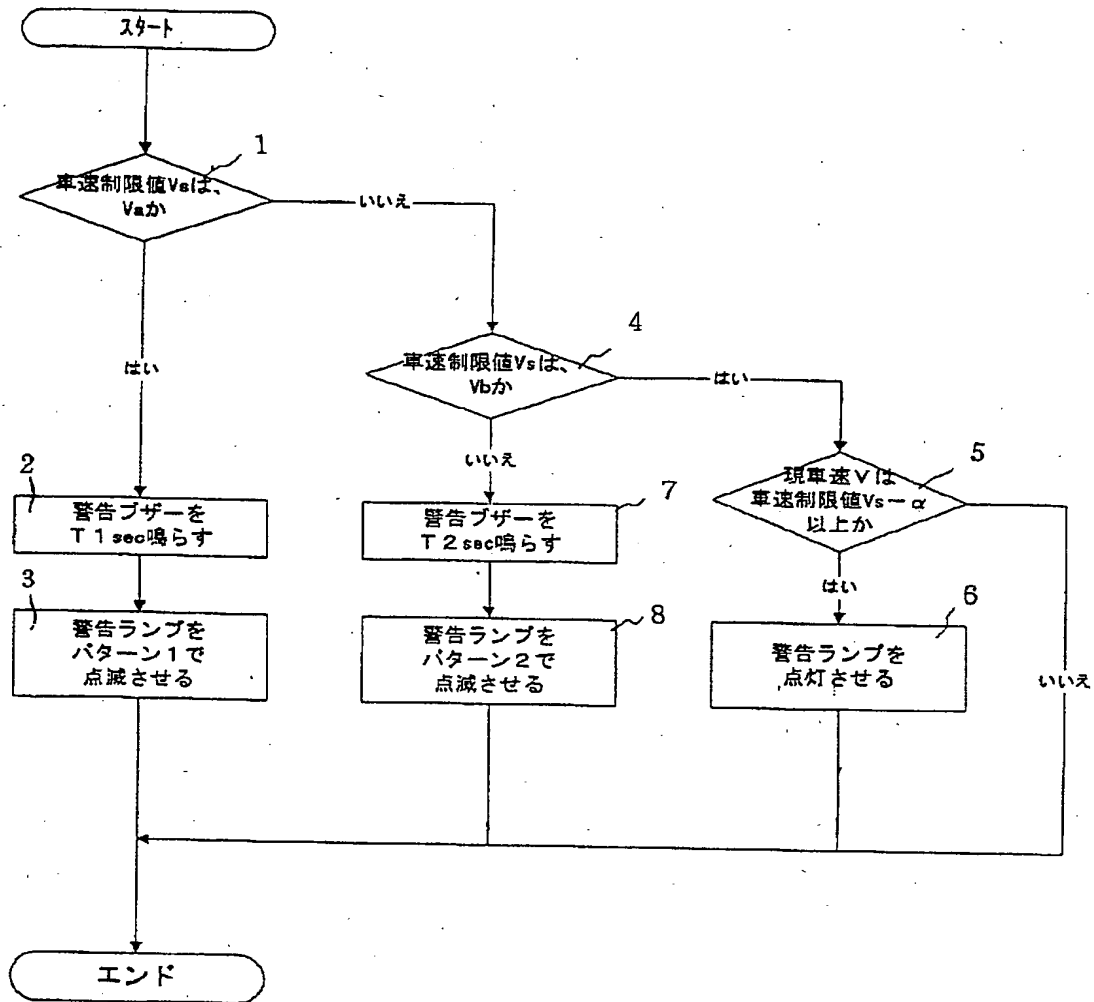 スタート
1
車速制限値Vsは、
Vaか
いいえ
4
車速制限値Vsは、
Vbか
はい
はい
いいえ
5
現車速Vは
車速制限値Vs－α
以上か
2
警告ブザーを
T1sec鳴らす
7
警告ブザーを
T2sec鳴らす
はい
3
警告ランプを
パターン1で
点滅させる
8
警告ランプを
パターン2で
点滅させる
6
警告ランプを
点灯させる
いいえ
エンド